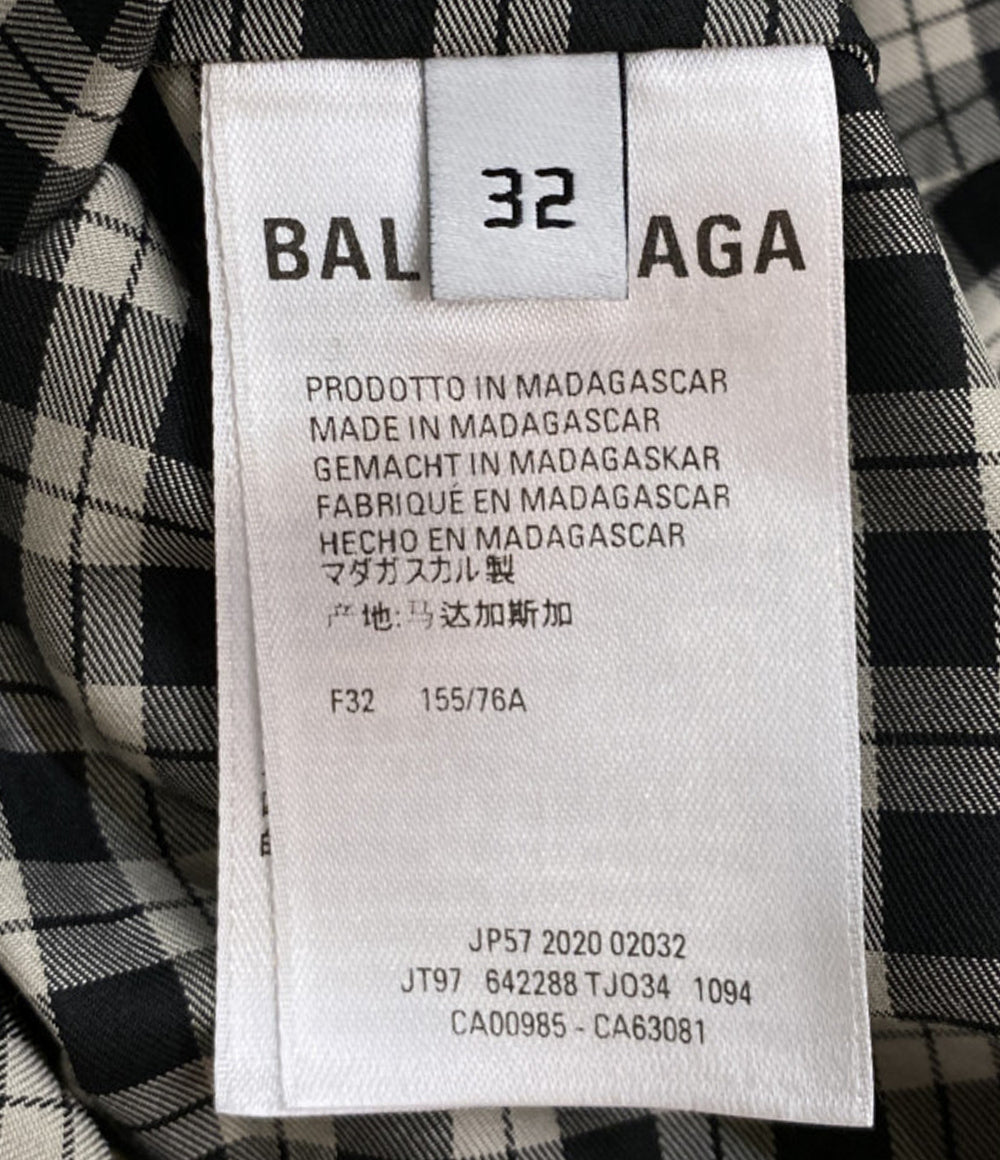 32
BAL AGA
PRODOTTO IN MADAGASCAR
MADE IN MADAGASCAR
GEMACHT IN MADAGASKAR
FABRIQUÉ EN MADAGASCAR
HECHO EN MADAGASCAR
マダガスカル製
产地:马达加斯加
F32 155/76A
JP57 2020 02032
JT97 642288 TJO34 1094
CA00985 - CA63081